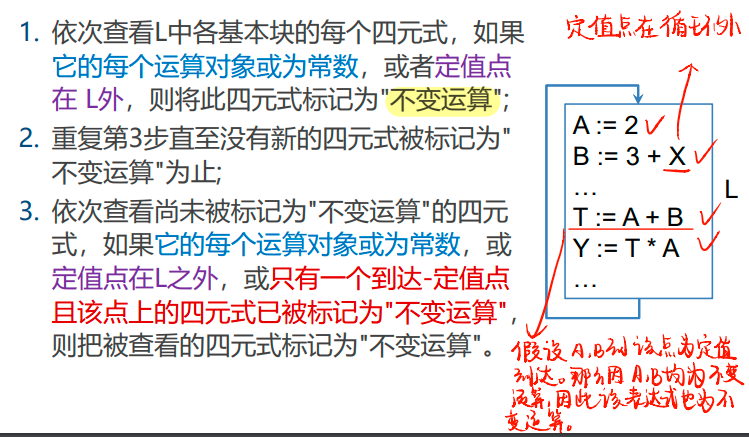 1. 依次查看L中各基本块的每个四元式，如果
它的每个运算对象或为常数，或者定值点
在 L外，则将此四元式标记为"不变运算";
2. 重复第3步直至没有新的四元式被标记为"
不变运算"为止;
3. 依次查看尚未被标记为"不变运算"的四元
式，如果它的每个运算对象或为常数，或
定值点在L之外，或只有一个到达-定值点
且该点上的四元式已被标记为"不变运算"，
则把被查看的四元式标记为"不变运算"。
定值点在循环外
A := 2
B := 3 + X
…
T := A + B
Y := T * A
…
L
假设A,B到该点为定值
到达。那么因A,B均为不变
运算,因此该表达式也为不
变运算。